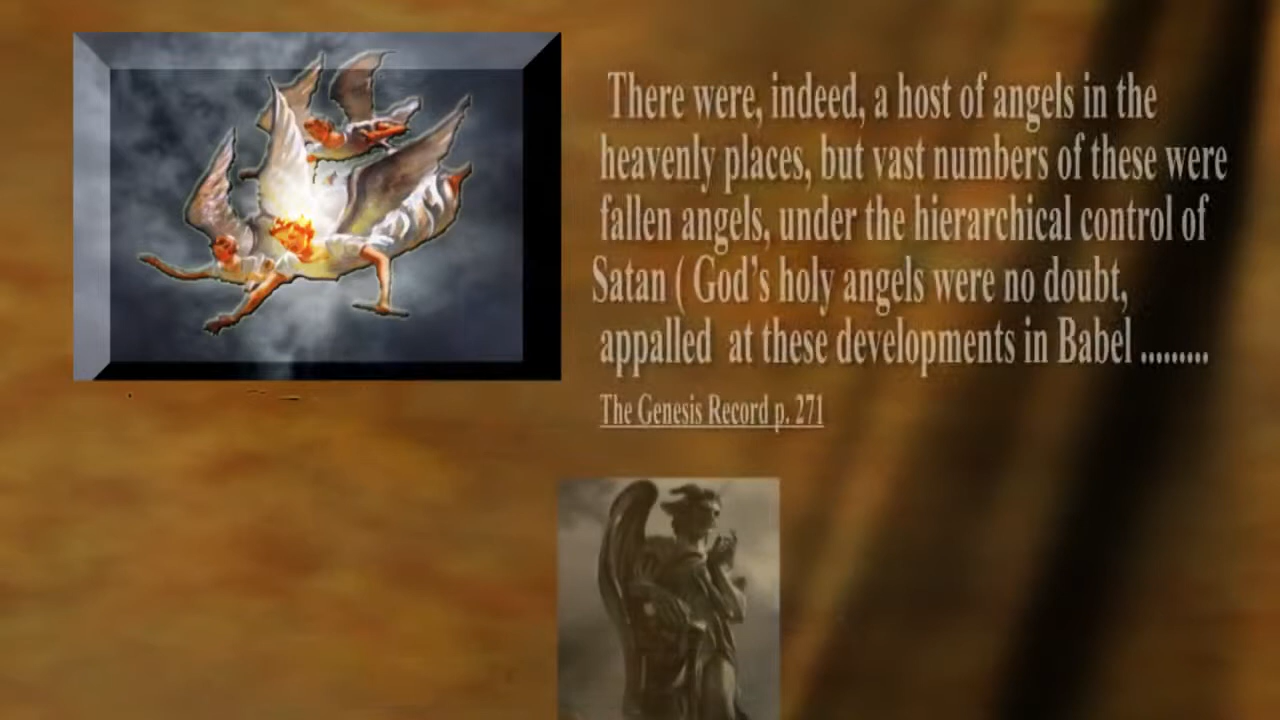 There were, indeed, a host of angels in the
heavenly places, but vast numbers of these were
fallen angels, under the hierarchical control of
Satan ( God's holy angels were no doubt,
appalled at these developments in Babel .........
The Genesis Record p. 271